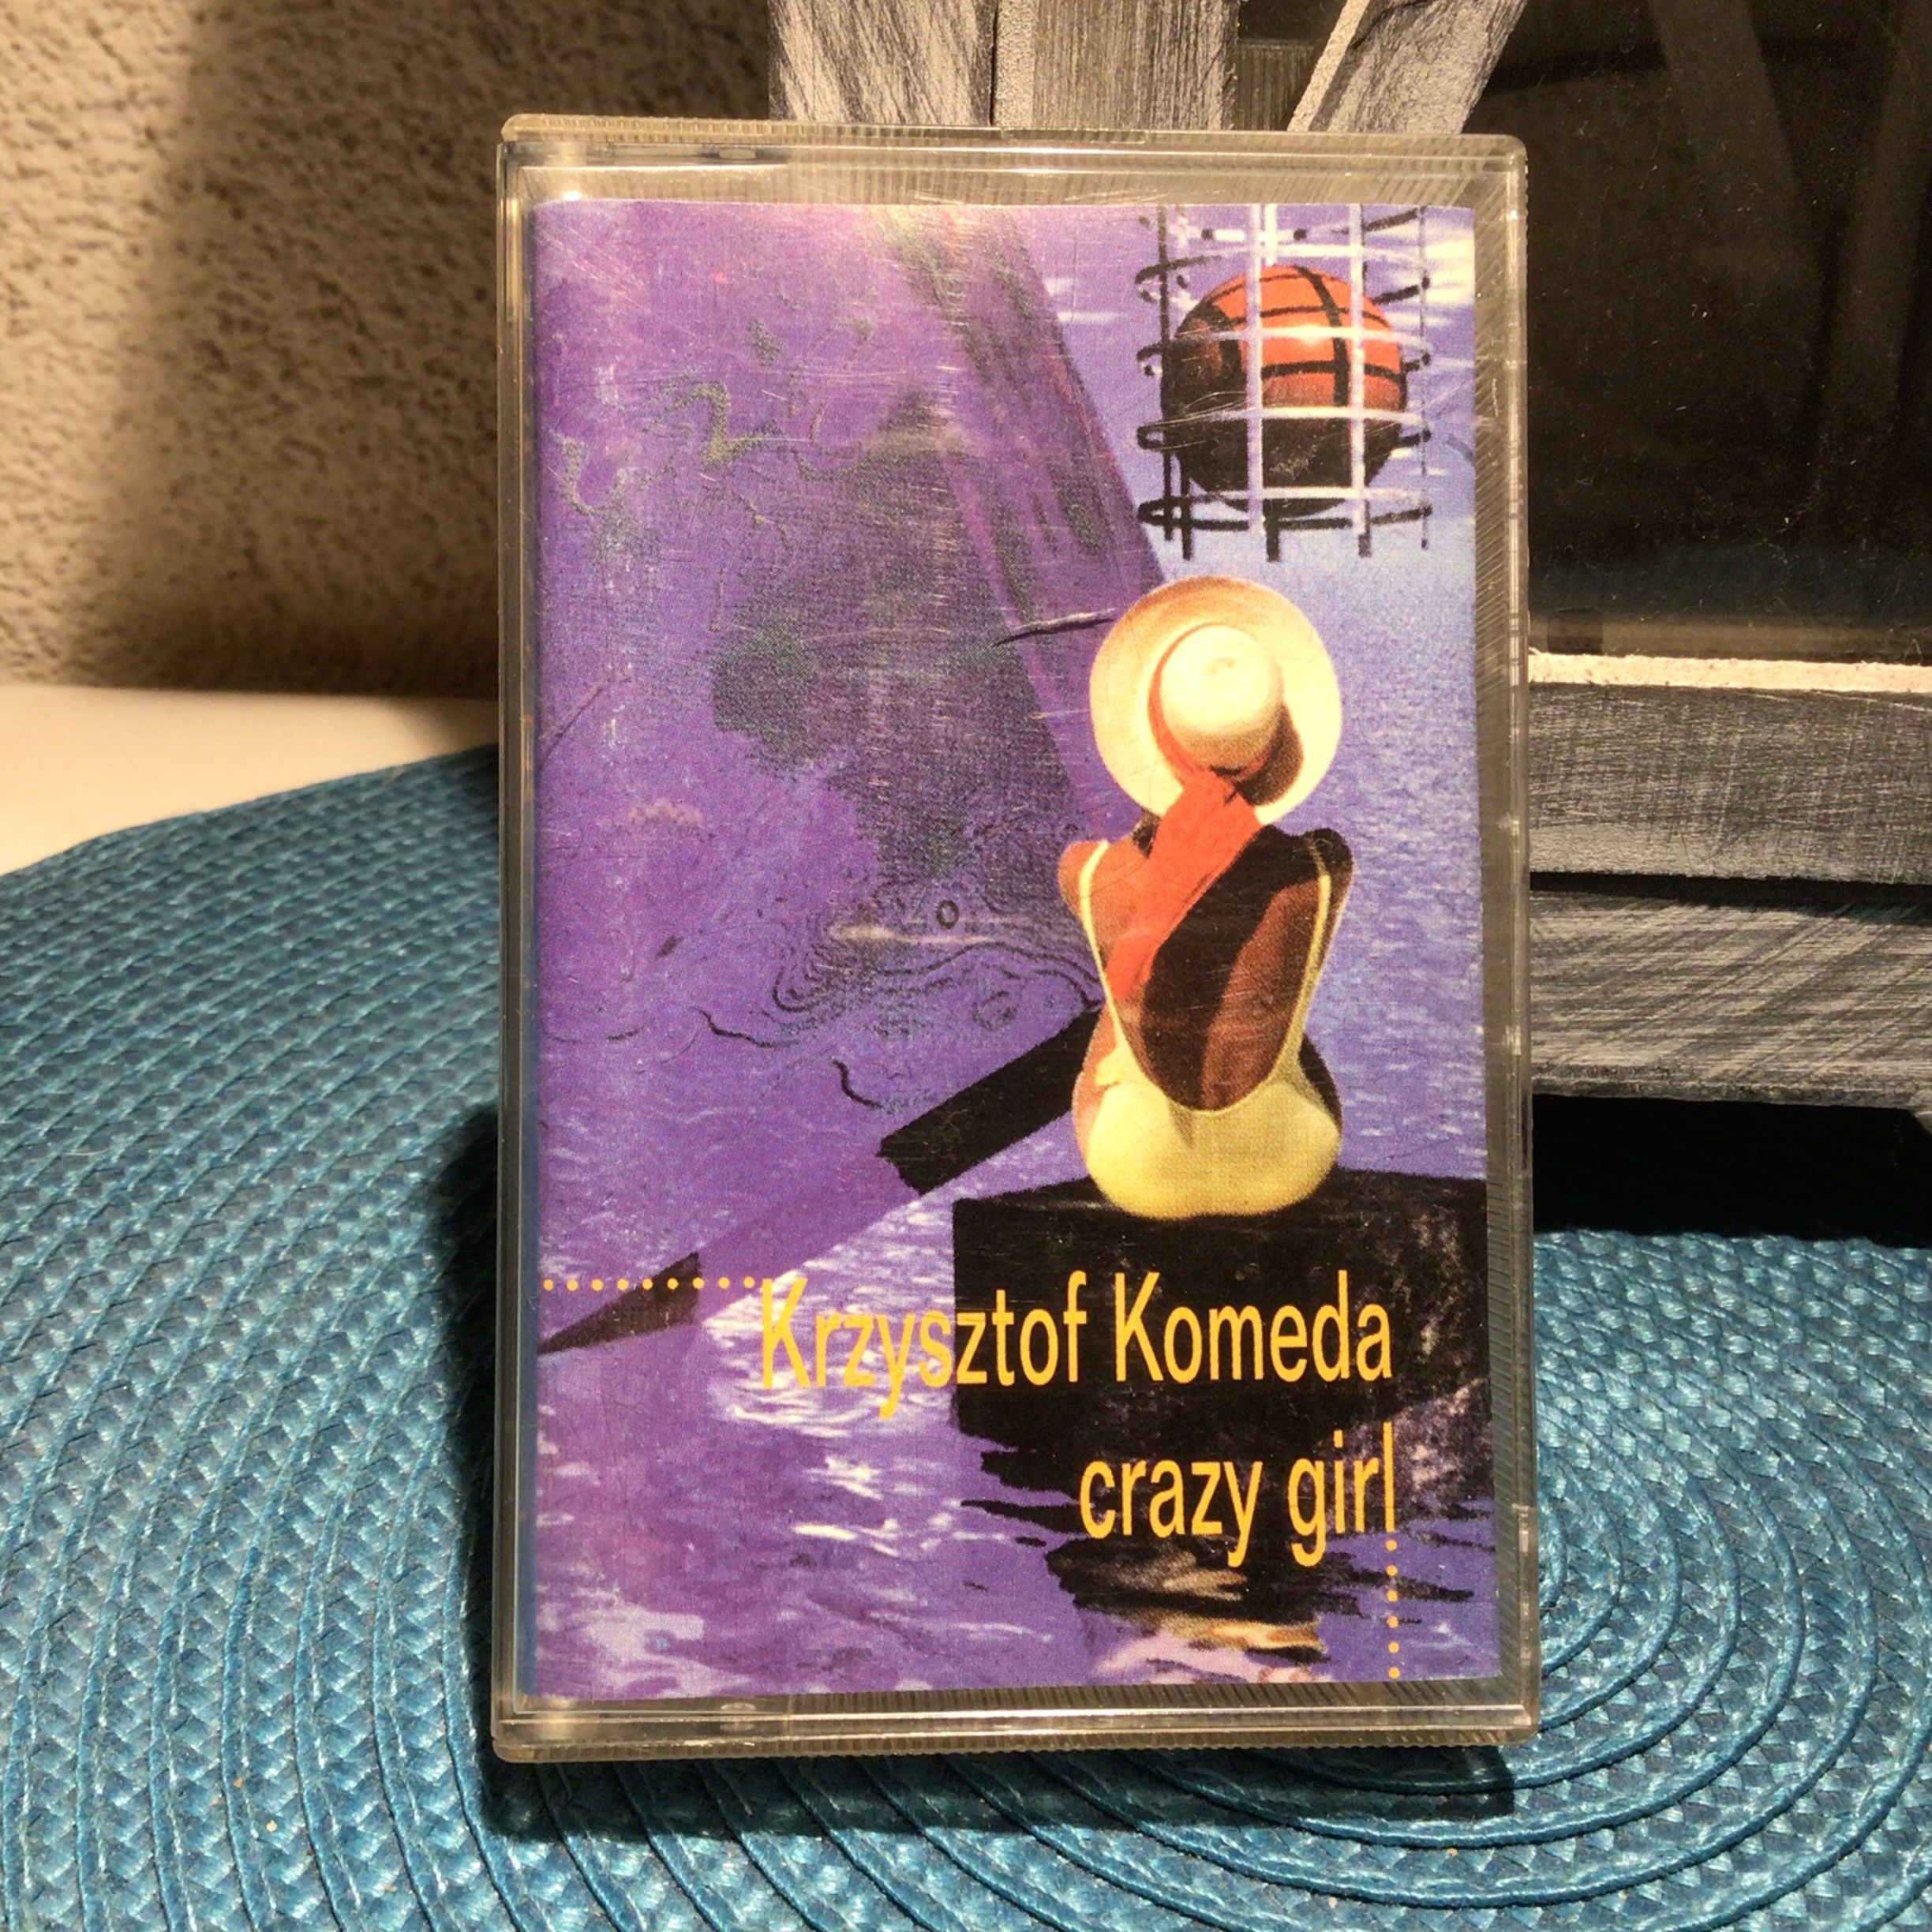 Krzysztof Komeda
crazy girl